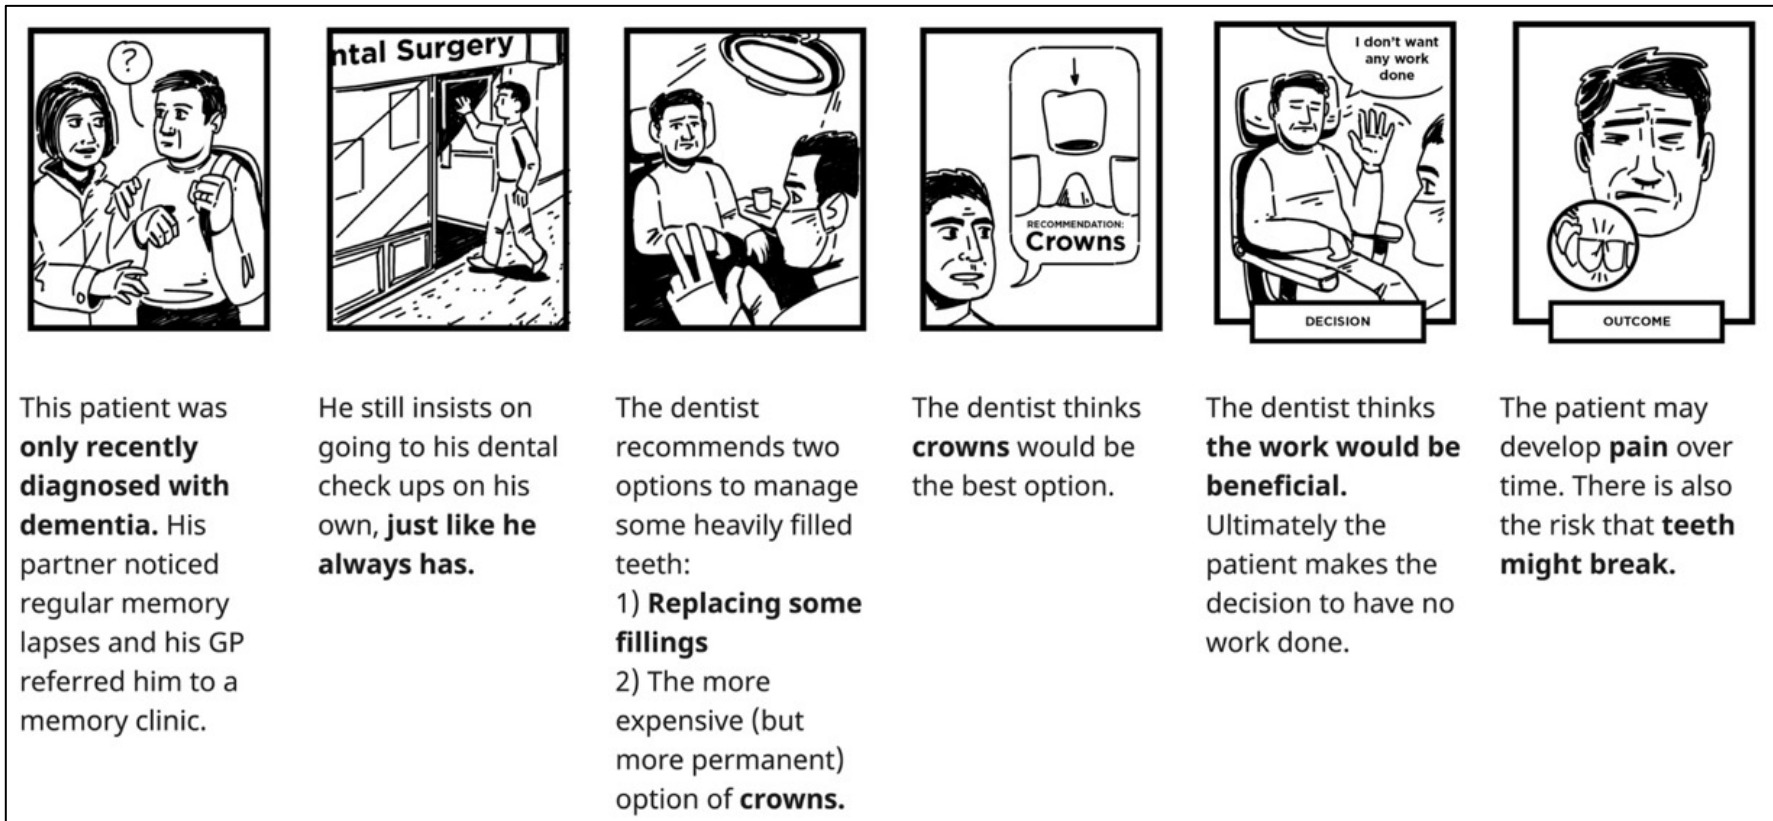 ?
ntal Surgery
RECOMMENDATION:
Crowns
I don't want
any work
done
DECISION
OUTCOME
This patient was
only recently
diagnosed with
dementia. His
partner noticed
regular memory
lapses and his GP
referred him to a
memory clinic.
He still insists on
going to his dental
check ups on his
own, just like he
always has.
The dentist
recommends two
options to manage
some heavily filled
teeth:
1) Replacing some
fillings
2) The more
expensive (but
more permanent)
option of crowns.
The dentist thinks
crowns would be
the best option.
The dentist thinks
the work would be
beneficial.
Ultimately the
patient makes the
decision to have no
work done.
The patient may
develop pain over
time. There is also
the risk that teeth
might break.